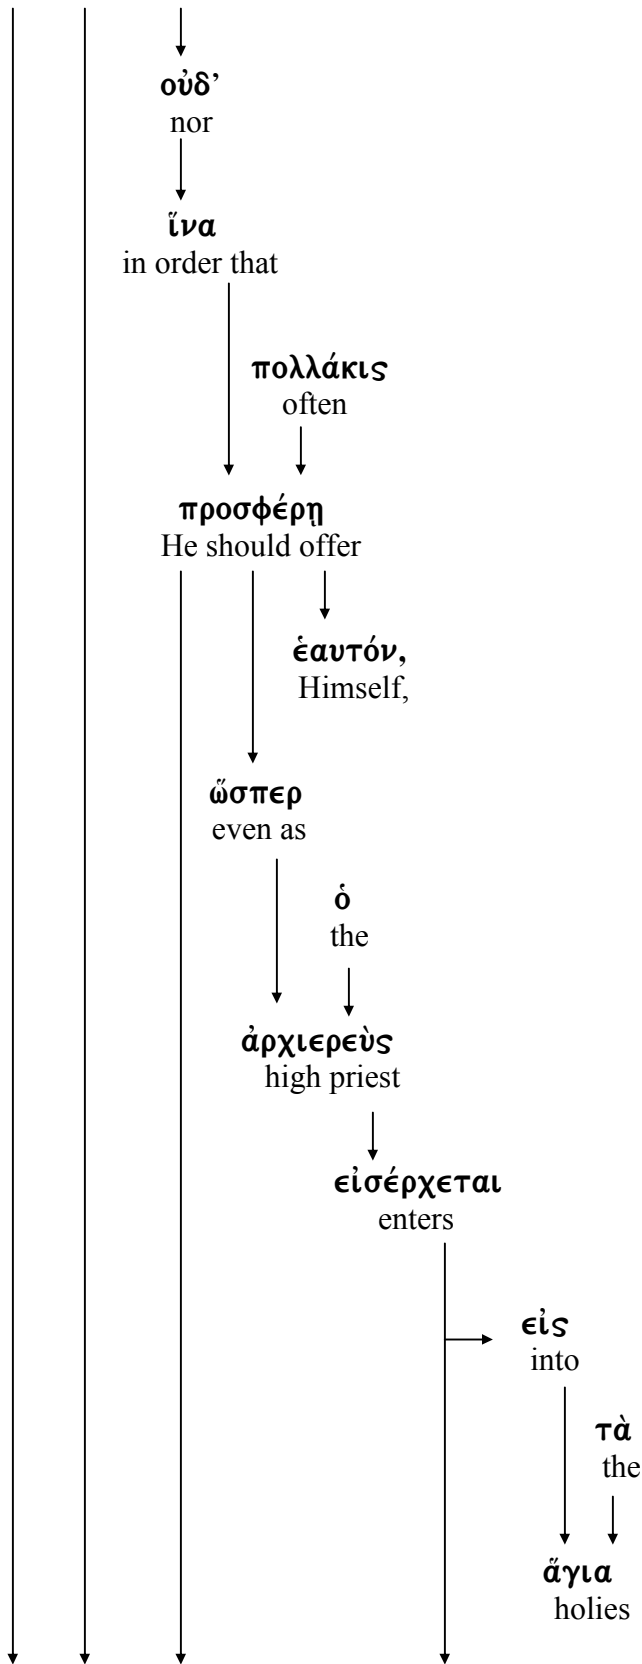 οὐδ’
nor
ἵνα
in order that
πολλάκις
often
προσφέρῃ
He should offer
ἑαυτόν,
Himself,
ὥσπερ
even as
ὁ
the
ἀρχιερεὺς
high priest
εἰσέρχεται
enters
εἰς
into
τὰ
the
ἅγια
holies